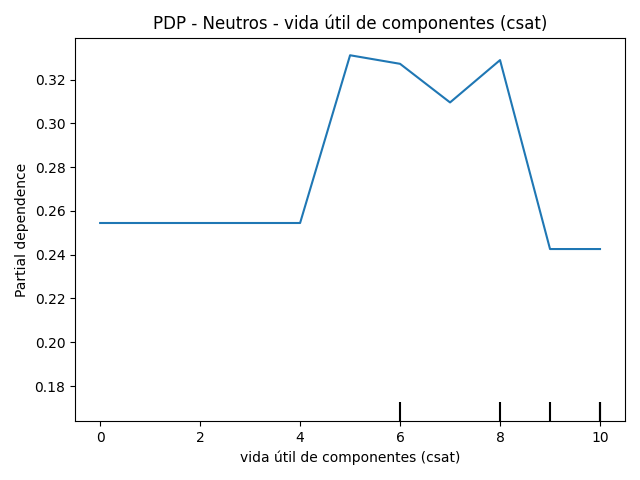 PDP - Neutros - vida útil de componentes (csat)
Partial dependence
0.32
0.30
0.28
0.26
0.24
0.22
0.20
0.18
0 2 4 6 8 10
vida útil de componentes (csat)